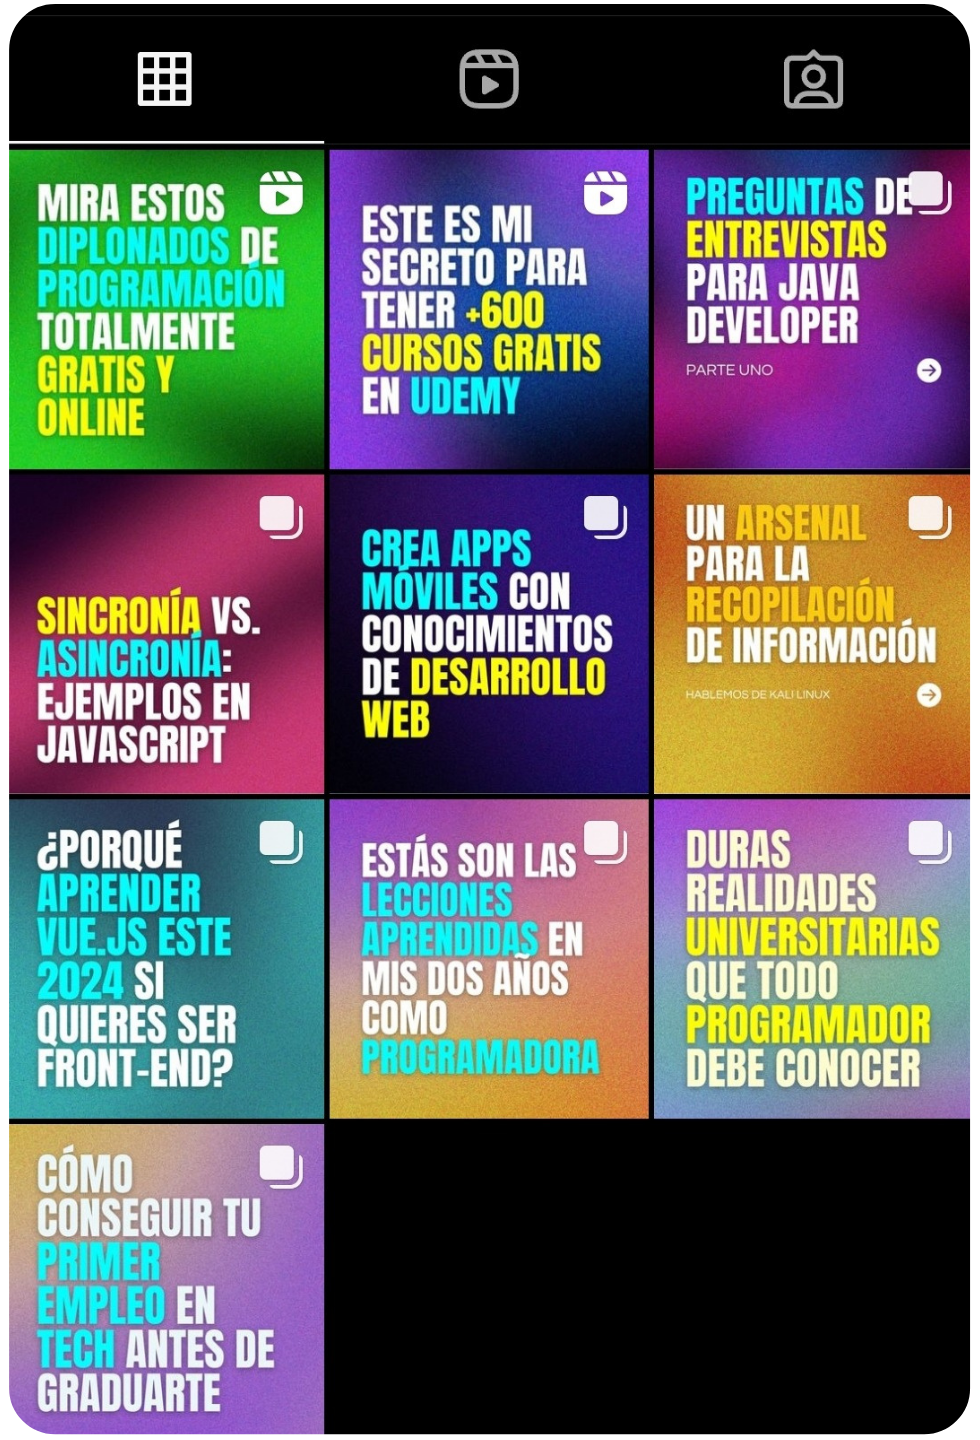 MIRA ESTOS
DIPLONADOS DE
PROGRAMACIÓN
TOTALMENTE
GRATIS Y
ONLINE
ESTE ES MI
SECRETO PARA
TENER +600
CURSOS GRATIS
EN UDEMY
PREGUNTAS DE
ENTREVISTAS
PARA JAVA
DEVELOPER
PARTE UNO
SINCRONÍA VS.
ASINCRONÍA:
EJEMPLOS EN
JAVASCRIPT
CREA APPS
MÓVILES CON
CONOCIMIENTOS
DE DESARROLLO
WEB
UN ARSENAL
PARA LA
RECOPILACIÓN
DE INFORMACIÓN
HABLEMOS DE KALI LINUX
¿PORQUÉ
APRENDER
VUE.JS ESTE
2024 SI
QUIERES SER
FRONT-END?
ESTÁS SON LAS
LECCIONES
APRENDIDAS EN
MIS DOS AÑOS
COMO
PROGRAMADORA
DURAS
REALIDADES
UNIVERSITARIAS
QUE TODO
PROGRAMADOR
DEBE CONOCER
CÓMO
CONSEGUIR TU
PRIMER
EMPLEO EN
TECH ANTES DE
GRADUARTE